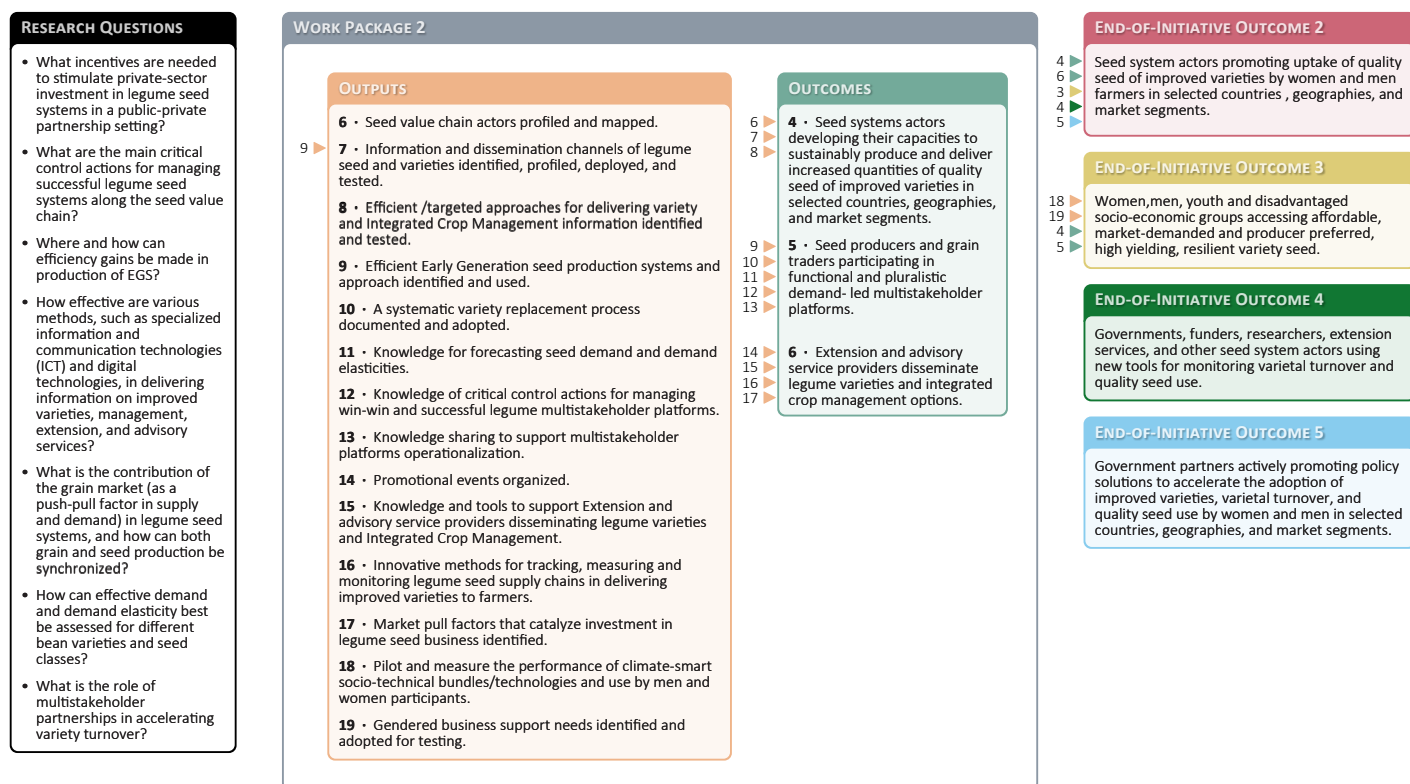 RESEARCH QUESTIONS
• What incentives are needed
to stimulate private-sector
investment in legume seed
systems in a public-private
partnership setting?
• What are the main critical
control actions for managing
successful legume seed
systems along the seed value
chain?
• Where and how can
efficiency gains be made in
production of EGS?
• How effective are various
methods, such as specialized
information and
communication technologies
(ICT) and digital
technologies, in delivering
information on improved
varieties, management,
extension, and advisory
services?
• What is the contribution of
the grain market (as a
push-pull factor in supply
and demand) in legume seed
systems, and how can both
grain and seed production be
synchronized?
• How can effective demand
and demand elasticity best
be assessed for different
bean varieties and seed
classes?
• What is the role of
multistakeholder
partnerships in accelerating
variety turnover?
WORK PACKAGE 2
OUTPUTS
6 · Seed value chain actors profiled and mapped.
9
7 · Information and dissemination channels of legume
seed and varieties identified, profiled, deployed, and
tested.
8 · Efficient /targeted approaches for delivering variety
and Integrated Crop Management information identified
and tested.
9 · Efficient Early Generation seed production systems and
approach identified and used.
10 · A systematic variety replacement process
documented and adopted.
11 · Knowledge for forecasting seed demand and demand
elasticities.
12 · Knowledge of critical control actions for managing
win-win and successful legume multistakeholder platforms.
13 · Knowledge sharing to support multistakeholder
platforms operationalization.
14 · Promotional events organized.
15 · Knowledge and tools to support Extension and
advisory service providers disseminating legume varieties
and Integrated Crop Management.
16 · Innovative methods for tracking, measuring and
monitoring legume seed supply chains in delivering
improved varieties to farmers.
17 · Market pull factors that catalyze investment in
legume seed business identified.
18 · Pilot and measure the performance of climate-smart
socio-technical bundles/technologies and use by men and
women participants.
19 · Gendered business support needs identified and
adopted for testing.
OUTCOMES
6
7
8
4 · Seed systems actors
developing their capacities to
sustainably produce and deliver
increased quantities of quality
seed of improved varieties in
selected countries, geographies,
and market segments.
9
10
11
12
13
5 · Seed producers and grain
traders participating in
functional and pluralistic
demand- led multistakeholder
platforms.
14
15
16
17
6 · Extension and advisory
service providers disseminate
legume varieties and integrated
crop management options.
END-OF-INITIATIVE OUTCOME 2
4
6
3
4
5
Seed system actors promoting uptake of quality
seed of improved varieties by women and men
farmers in selected countries , geographies, and
market segments.
END-OF-INITIATIVE OUTCOME 3
18
19
4
5
Women,men, youth and disadvantaged
socio-economic groups accessing affordable,
market-demanded and producer preferred,
high yielding, resilient variety seed.
END-OF-INITIATIVE OUTCOME 4
Governments, funders, researchers, extension
services, and other seed system actors using
new tools for monitoring varietal turnover and
quality seed use.
END-OF-INITIATIVE OUTCOME 5
Government partners actively promoting policy
solutions to accelerate the adoption of
improved varieties, varietal turnover, and
quality seed use by women and men in selected
countries, geographies, and market segments.